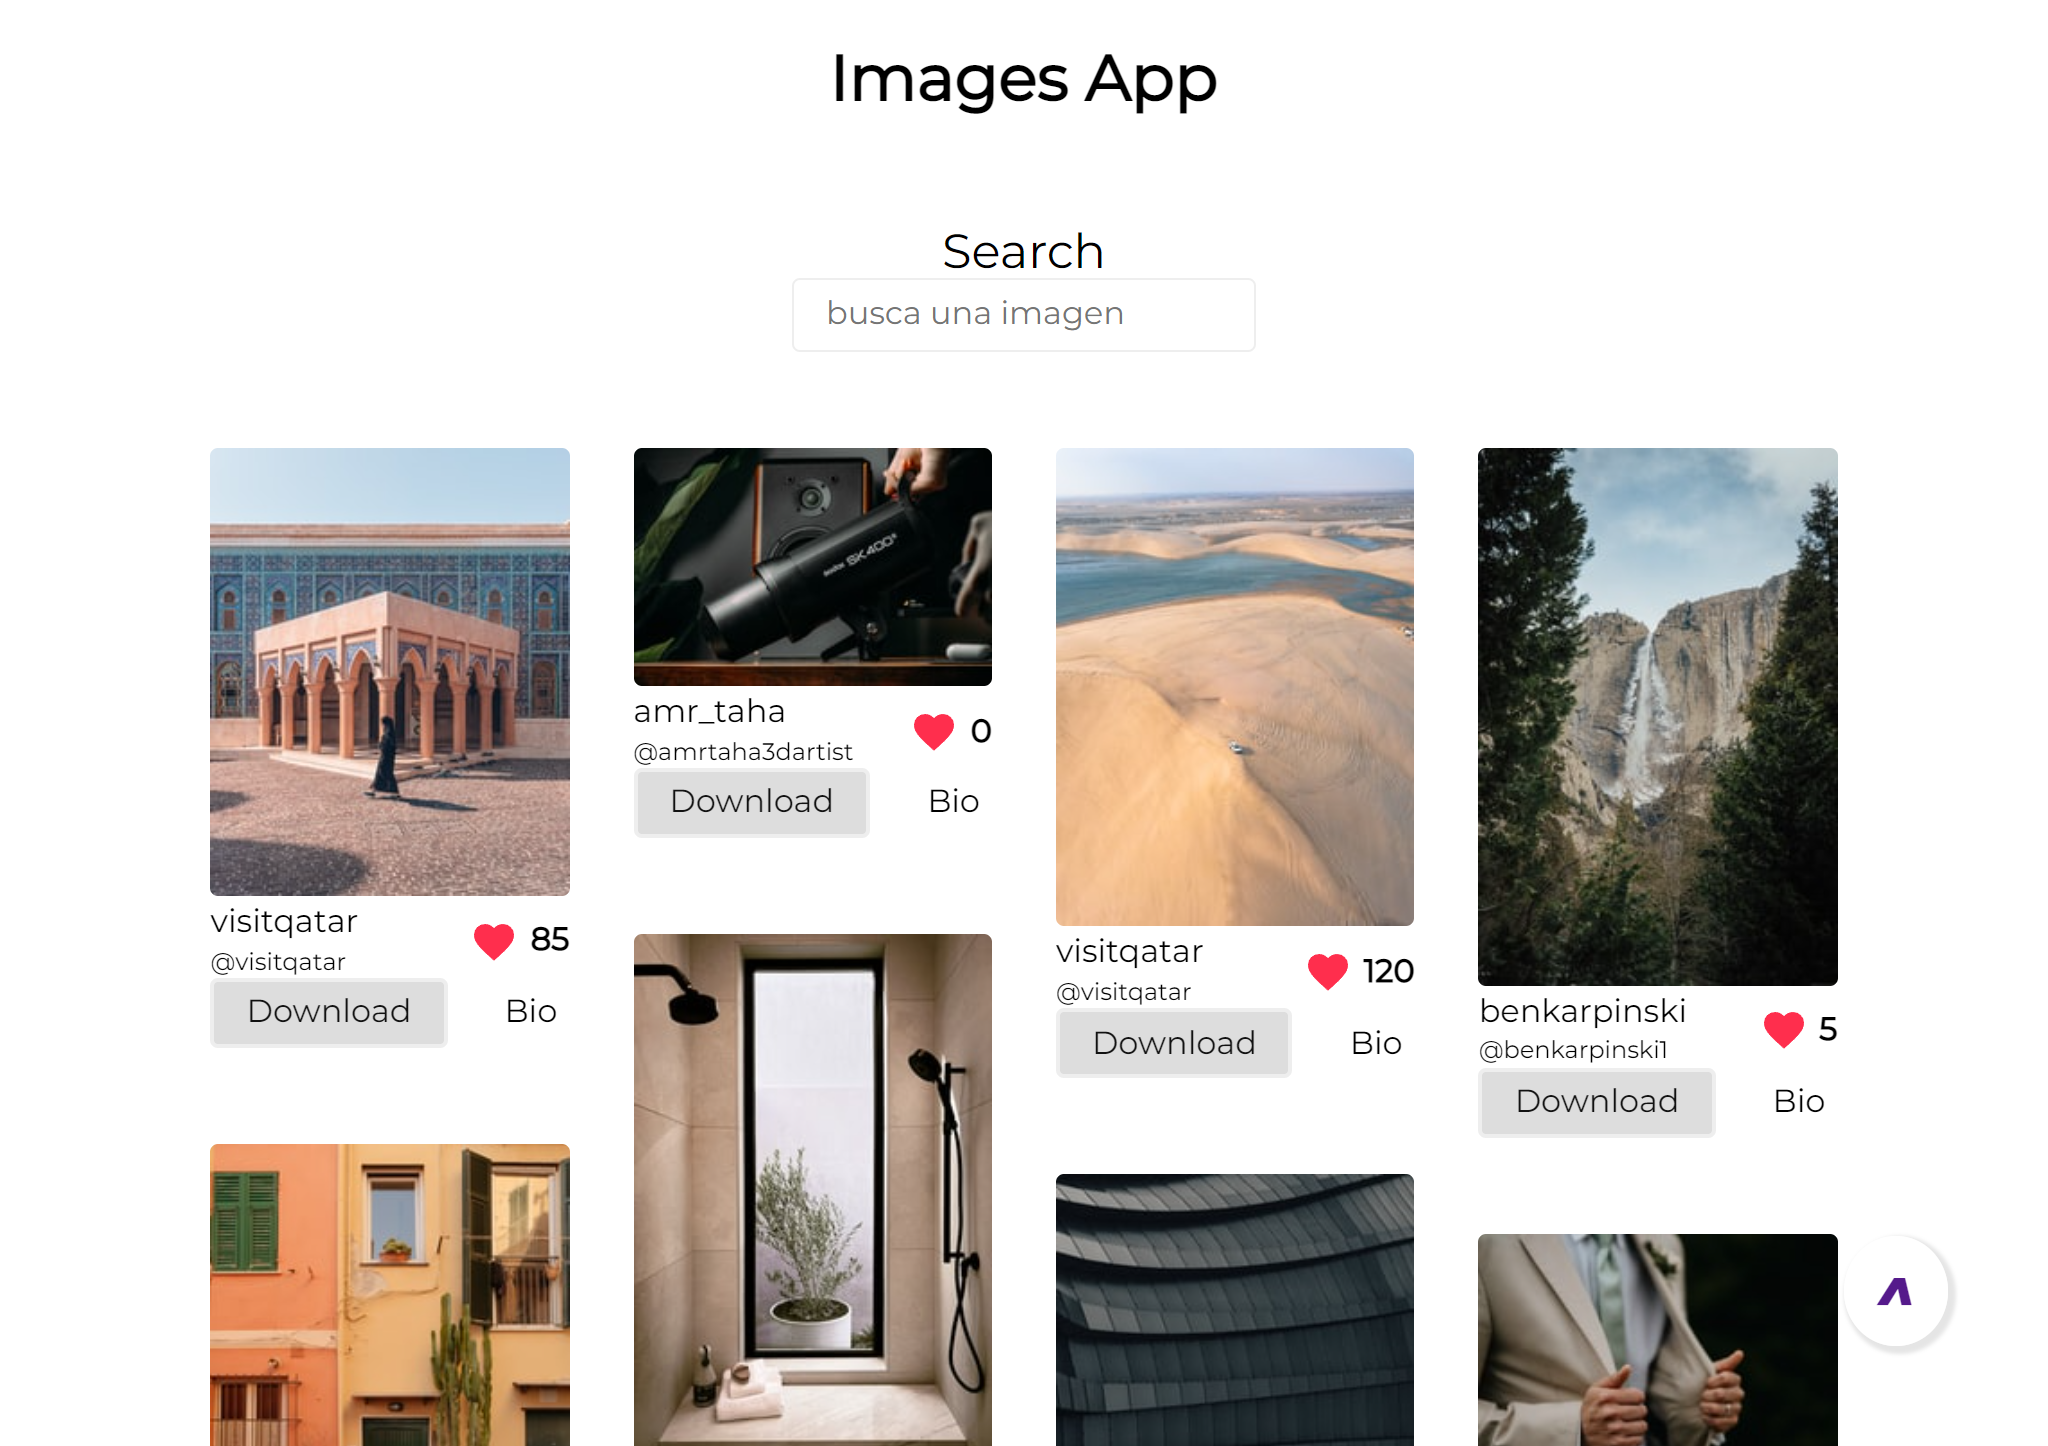 Images App
Search
busca una imagen
SK400
visitqatar
@visitqatar
85
Download
Bio
amr_taha
@amrtaha3dartist
0
Download
Bio
visitqatar
@visitqatar
120
Download
Bio
benkarpinski
@benkarpinski1
5
Download
Bio